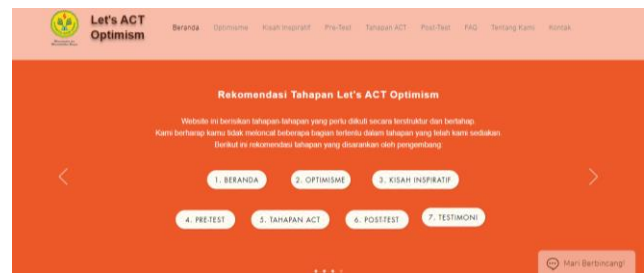 Let's ACT
Optimism
Beranda Optimisme Kisah Inspiratif Pre-Test Tahapan ACT Post-Test FAQ Tentang Kami Kontak
Rekomendasi Tahapan Let's ACT Optimism
Website ini berisikan tahapan-tahapan yang perlu diikuti secara terstruktur dan bertahap.
Kami berharap kamu tidak meloncat beberapa bagian tertentu dalam tahapan yang telah kami sediakan.
Berikut ini rekomendasi tahapan yang disarankan oleh pengembang:
1. BERANDA 2. OPTIMISME 3. KISAH INSPIRATIF
4. PRE-TEST 5. TAHAPAN ACT 6. POST-TEST 7. TESTIMONI
Mari Berbincang!